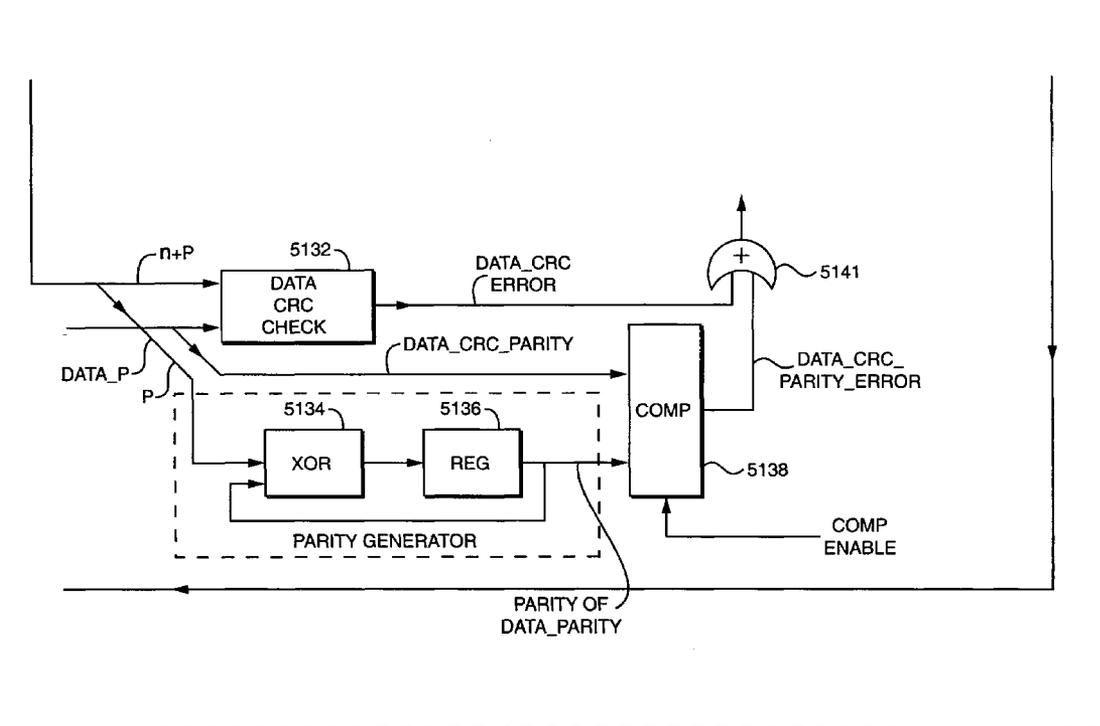 n+P
5132
DATA
CRC
CHECK
DATA_CRC
ERROR
5141
DATA_P
P
DATA_CRC_PARITY
DATA_CRC_
PARITY_ERROR
5134
5136
XOR
REG
COMP
5138
PARITY GENERATOR
COMP
ENABLE
PARITY OF
DATA_PARITY
+